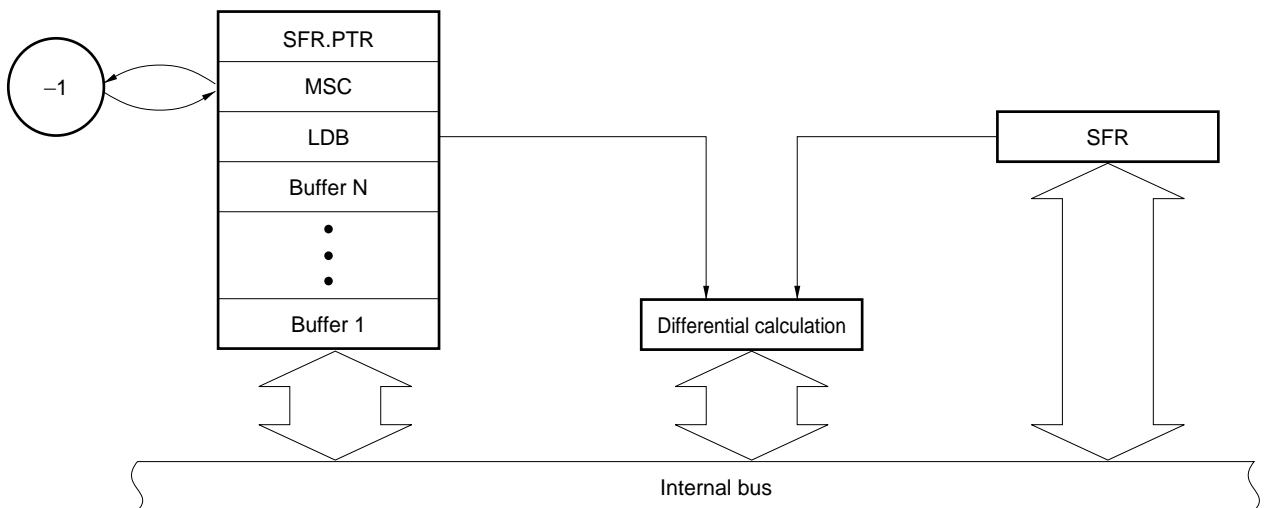 SFR.PTR
−1
MSC
LDB
SFR
Buffer N
Buffer 1
Differential calculation
Internal bus